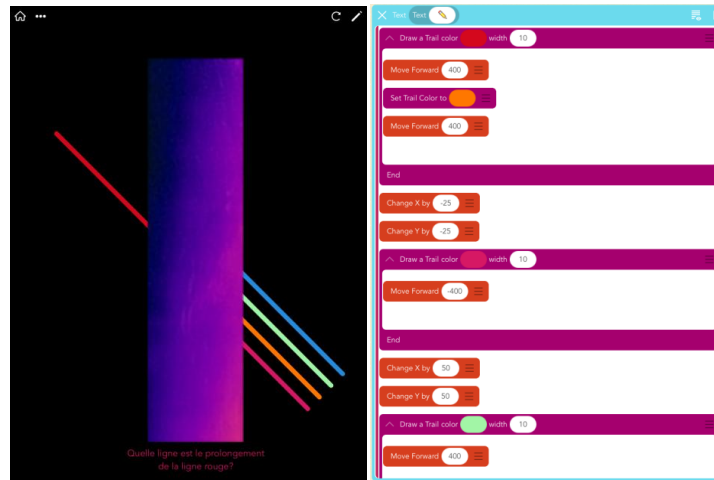 Quelle ligne est le prolongement
de la ligne rouge?
Text Text
Draw a Trail color width 10
Move Forward 400
Set Trail Color to
Move Forward 400
End
Change X by -25
Change Y by -25
Draw a Trail color width 10
Move Forward -400
End
Change X by 50
Change Y by 50
Draw a Trail color width 10
Move Forward 400